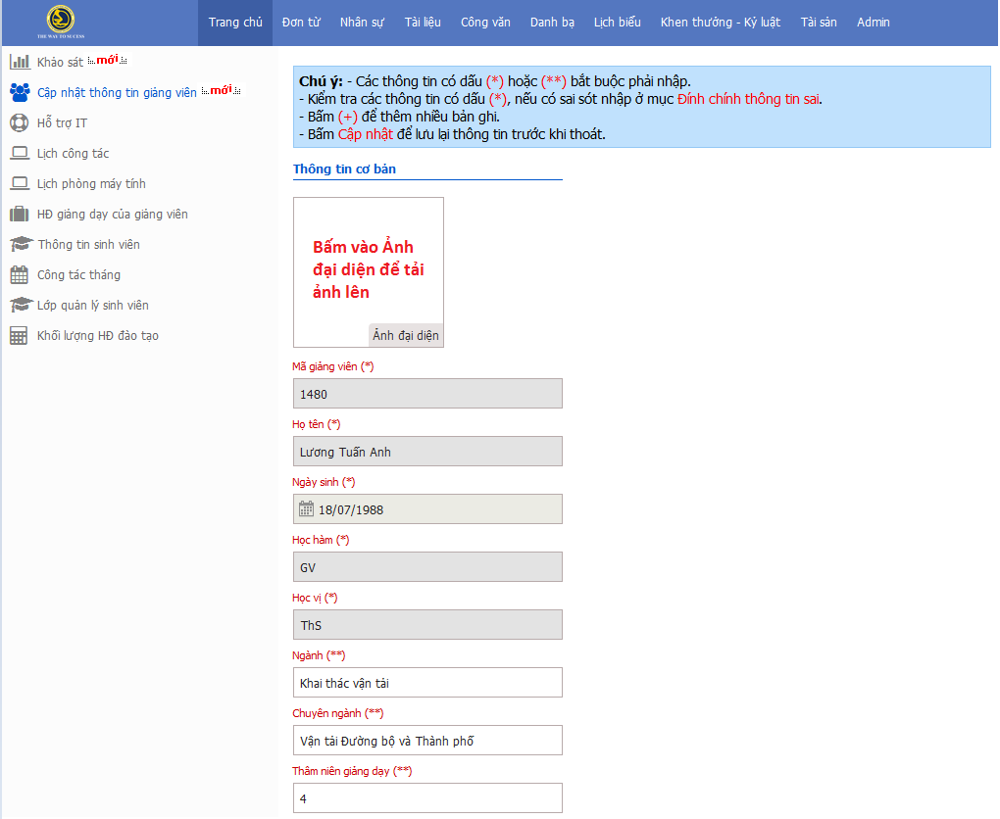 THE WAY TO SUCESS
Trang chủ Đơn từ Nhân sự Tài liệu Công văn Danh bạ Lịch biểu Khen thưởng - Kỷ luật Tài sản Admin
Khảo sát mới
Cập nhật thông tin giảng viên mới
Hỗ trợ IT
Lịch công tác
Lịch phòng máy tính
HĐ giảng dạy của giảng viên
Thông tin sinh viên
Công tác tháng
Lớp quản lý sinh viên
Khối lượng HĐ đào tạo
Chú ý: - Các thông tin có dấu (*) hoặc (**) bắt buộc phải nhập.
- Kiểm tra các thông tin có dấu (*), nếu có sai sót nhập ở mục Đính chính thông tin sai.
- Bấm (+) để thêm nhiều bản ghi.
- Bấm Cập nhật để lưu lại thông tin trước khi thoát.
Thông tin cơ bản
Bấm vào Ảnh
đại diện để tải
ảnh lên
Ảnh đại diện
Mã giảng viên (*)
1480
Họ tên (*)
Lương Tuấn Anh
Ngày sinh (*)
18/07/1988
Học hàm (*)
GV
Học vị (*)
ThS
Ngành (**)
Khai thác vận tải
Chuyên ngành (**)
Vận tải Đường bộ và Thành phố
Thâm niên giảng dạy (**)
4